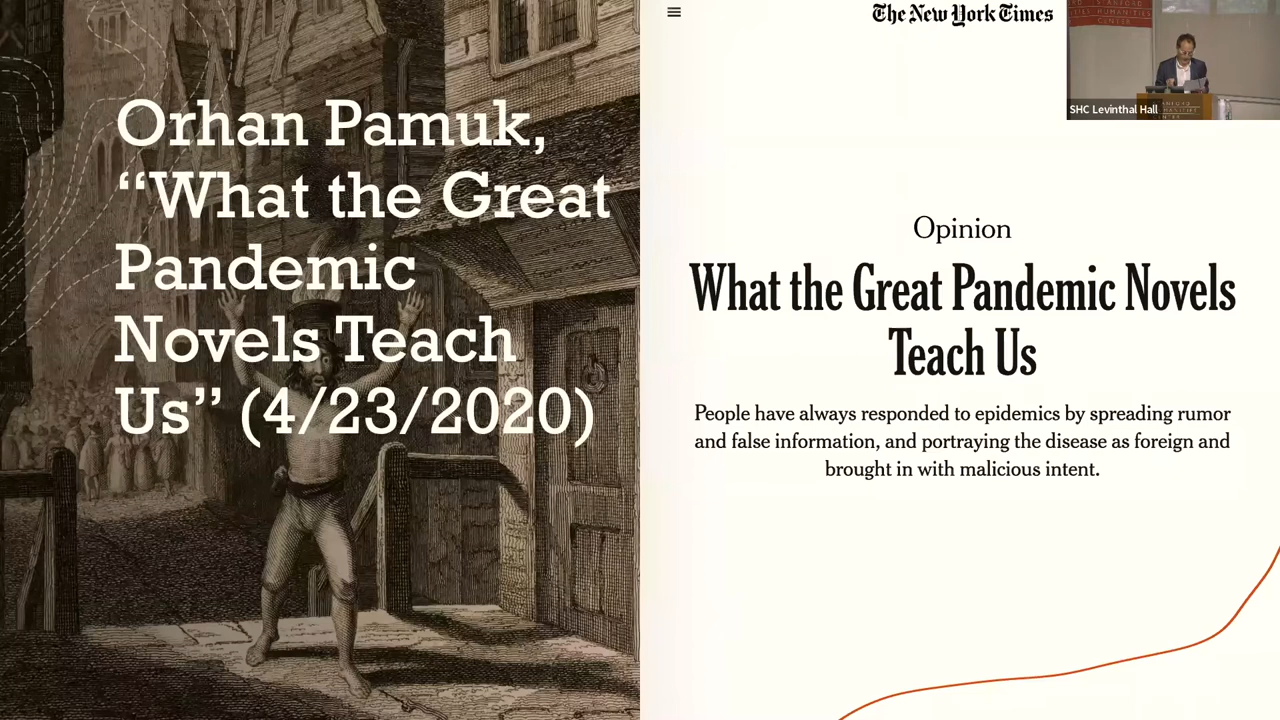 Orhan Pamuk,
“What the Great
Pandemic
Novels Teach
Us” (4/23/2020)
The New York Times
Opinion
What the Great Pandemic Novels
Teach Us
People have always responded to epidemics by spreading rumor
and false information, and portraying the disease as foreign and
brought in with malicious intent.
HUMANITIES
CENTER
SHC Levinthal Hall